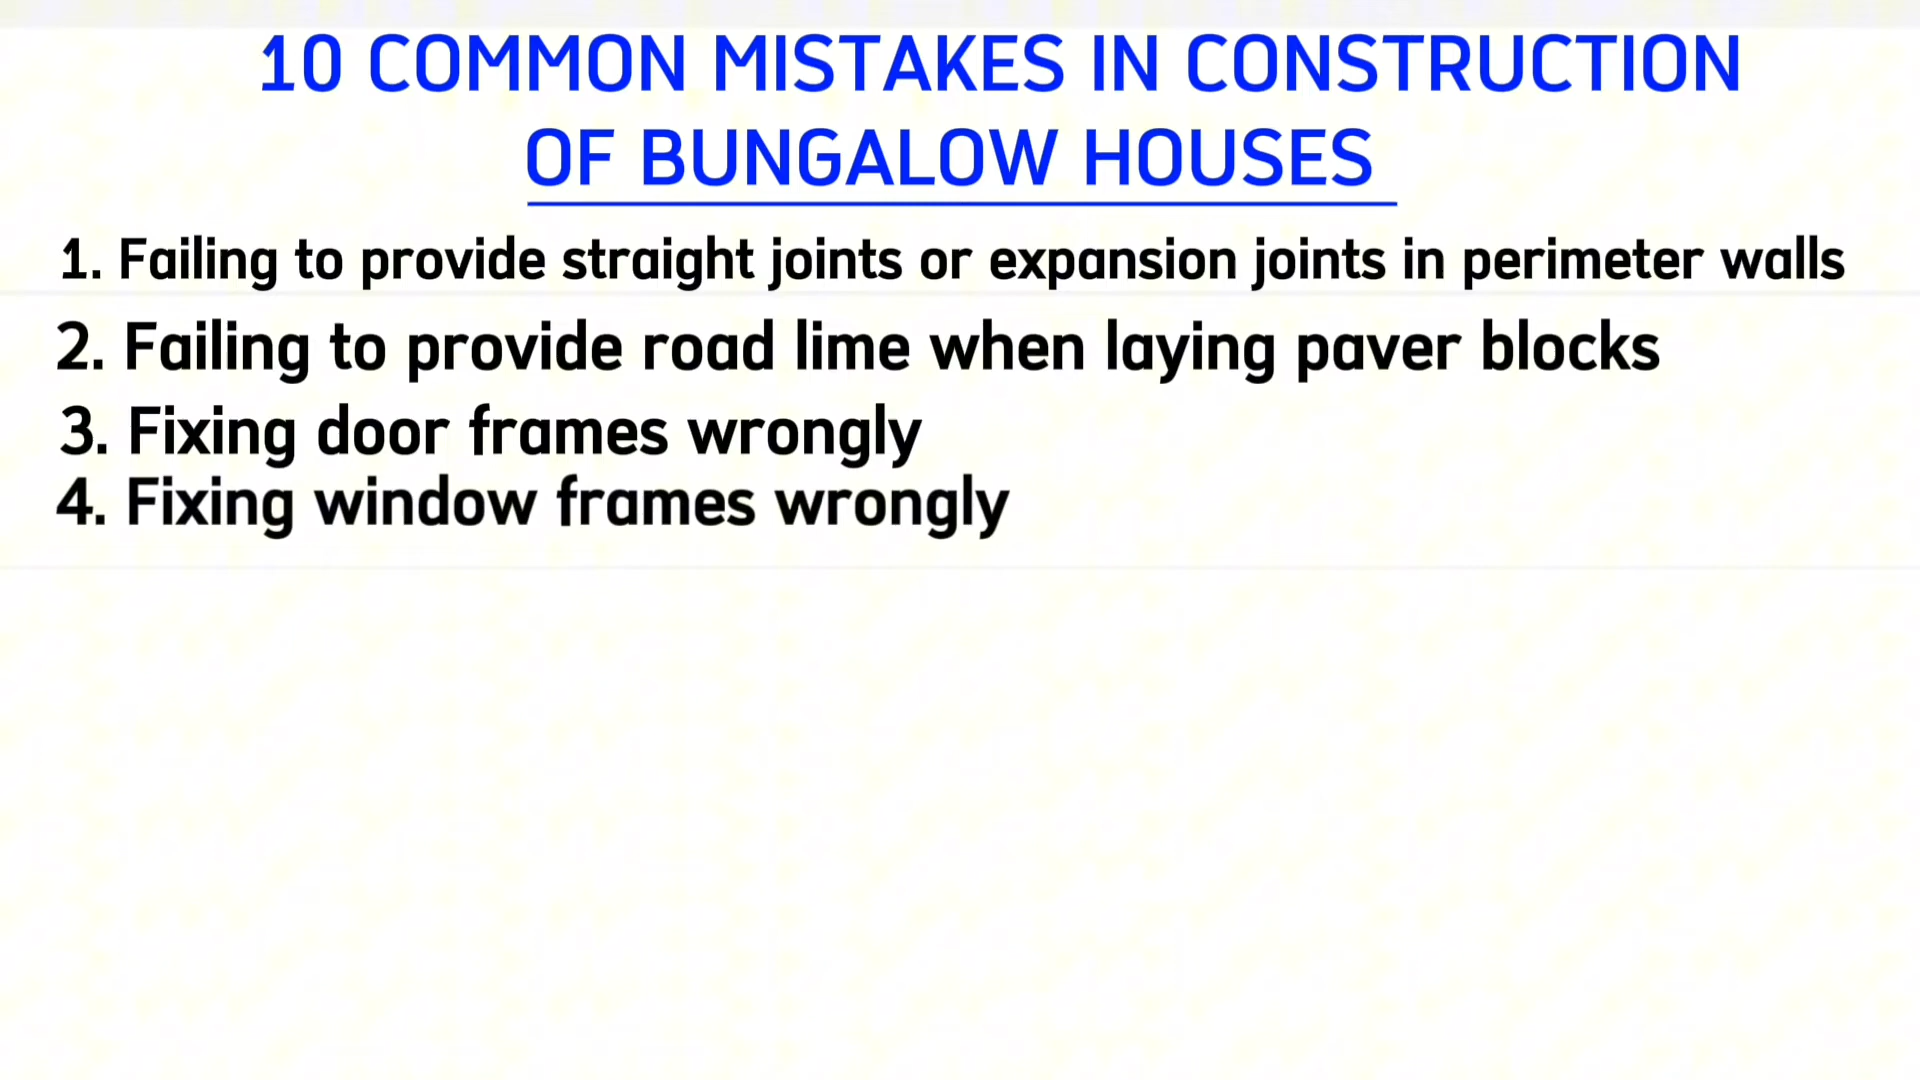 10 COMMON MISTAKES IN CONSTRUCTION
OF BUNGALOW HOUSES
1. Failing to provide straight joints or expansion joints in perimeter walls
2. Failing to provide road lime when laying paver blocks
3. Fixing door frames wrongly
4. Fixing window frames wrongly